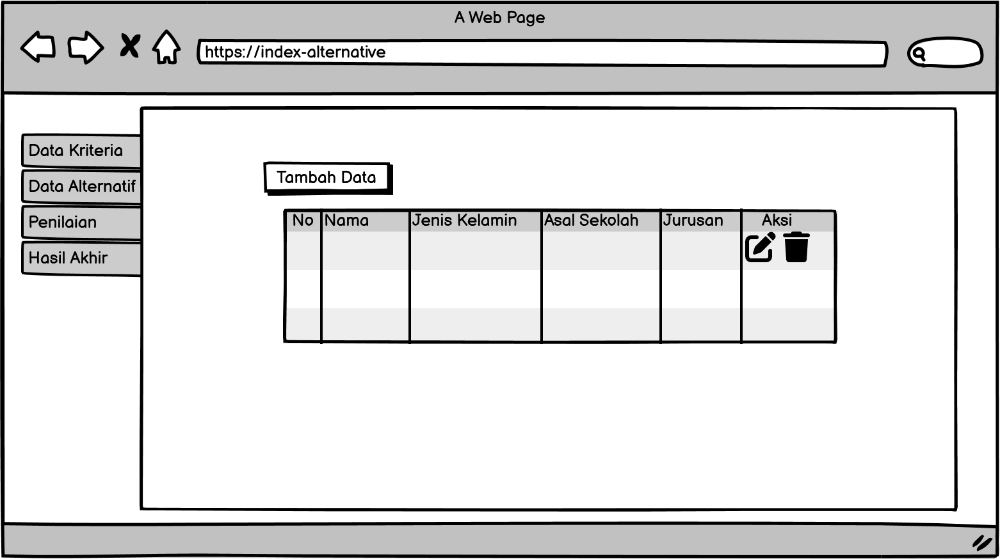 A Web Page
https://index-alternative
Data Kriteria
Data Alternatif
Penilaian
Hasil Akhir
Tambah Data
No Nama Jenis Kelamin Asal Sekolah Jurusan Aksi